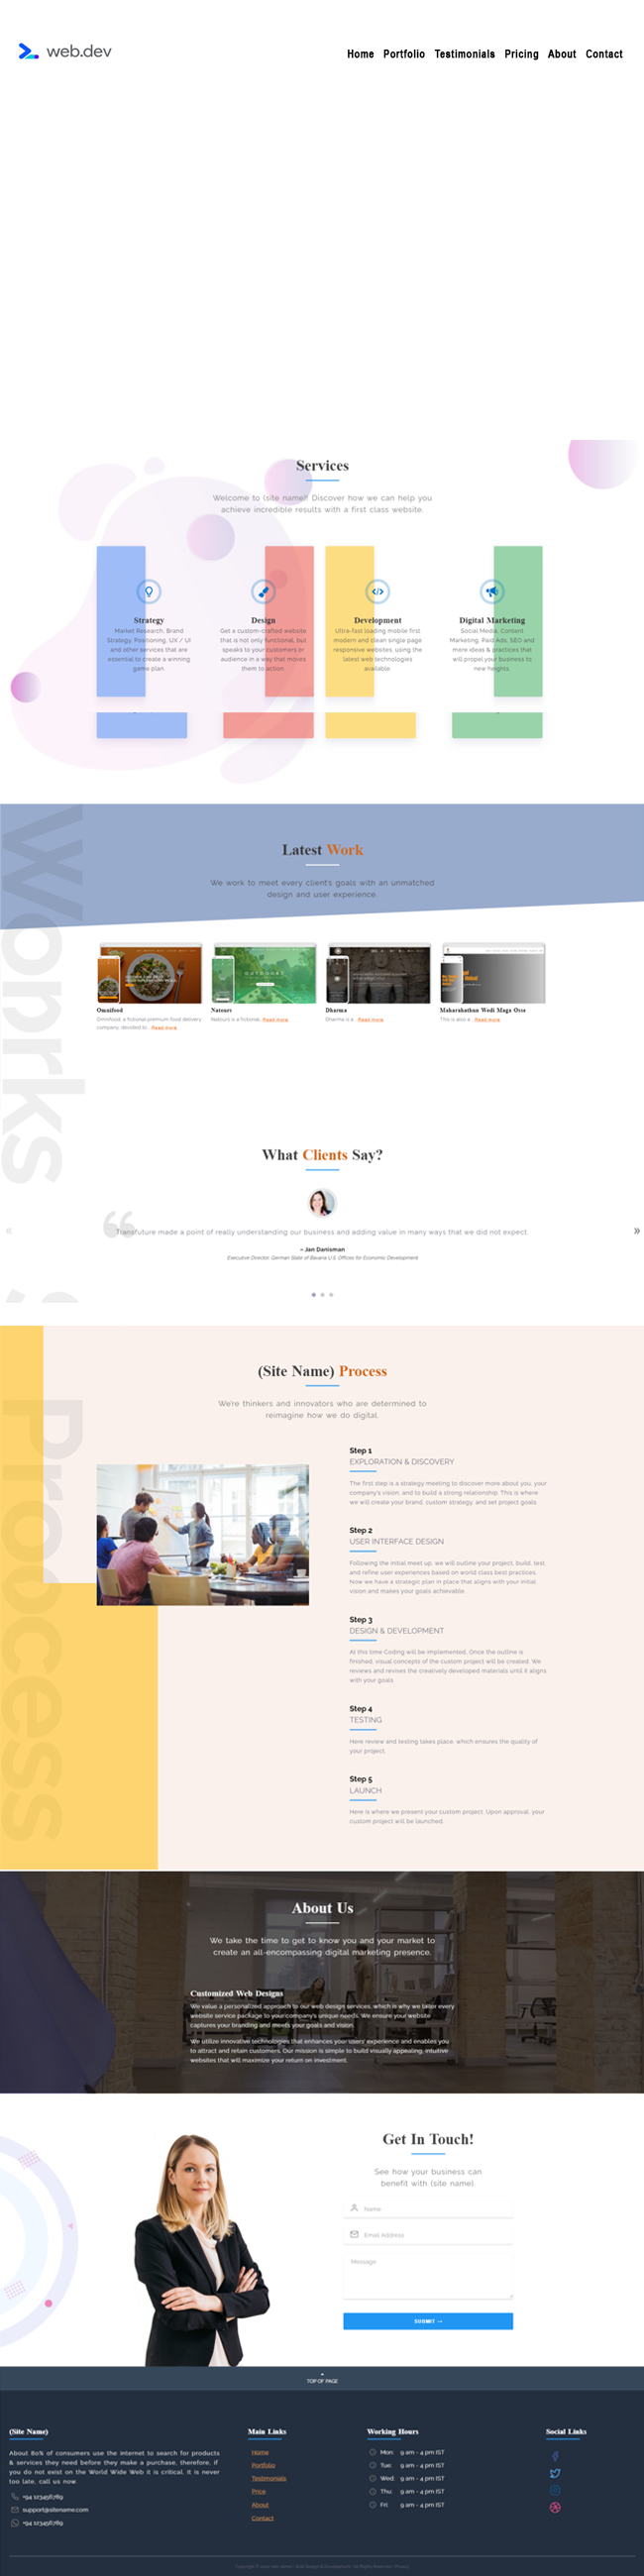 web.dev
Home Portfolio Testimonials Pricing About Contact
Services
Welcome to (site name)! Discover how we can help you
achieve incredible results with a first class website.
Strategy
Market Research, Brand
Strategy, Positioning, UX / UI
and other services that are
essential to create a winning
game plan.
Design
Get a custom-crafted website
that is not only functional, but
speaks to your customers or
audience in a way that moves
them to action.
Development
Ultra-fast loading mobile first
modern and clean single page
responsive websites, using the
latest web technologies
available.
Digital Marketing
Social Media, Content
Marketing, Paid Ads, SEO and
more ideas & practices that
will propel your business to
new heights.
Wohrks
Latest Work
We work to meet every client's goals with an unmatched
design and user experience.
Omnifood
Omnifood, a fictional premium food delivery
company, devoted to... Read more
Natours
Natours is a fictional... Read more
Dharma
Dharma is a... Read more
Maharahathun Wedi Maga Osse
This is also a... Read more
What Clients Say?
Transfuture made a point of really understanding our business and adding value in many ways that we did not expect.
~ Jan Danisman
Executive Director: German State of Bavaria U.S. Offices for Economic Development
Process
(Site Name) Process
We're thinkers and innovators who are determined to
reimagine how we do digital.
Step 1
EXPLORATION & DISCOVERY
The first step is a strategy meeting to discover more about you, your
company's vision, and to build a strong relationship. This is where
we will create your brand, custom strategy, and set project goals
Step 2
USER INTERFACE DESIGN
Following the initial meet up, we will outline your project, build, test,
and refine user experiences based on world class best practices.
Now we have a strategic plan in place that aligns with your initial
vision and makes your goals achievable.
Step 3
DESIGN & DEVELOPMENT
At this time Coding will be implemented. Once the outline is
finished, visual concepts of the custom project will be created. We
reviews and revises the creatively developed materials until it aligns
with your goals.
Step 4
TESTING
Here review and testing takes place, which ensures the quality of
your project.
Step 5
LAUNCH
Here is where we present your custom project. Upon approval, your
custom project will be launched.
About Us
We take the time to get to know you and your market to
create an all-encompassing digital marketing presence.
Customized Web Designs
We value a personalized approach to our web design services, which is why we tailor every
website service package to your company's unique needs. We ensure your website
captures your branding and meets your goals and vision.
We utilize innovative technologies that enhances your users' experience and enables you
to attract and retain customers. Our mission is simple to build visually appealing, intuitive
websites that will maximize your return on investment.
Get In Touch!
See how your business can
benefit with (site name).
Name
Email Address
Message
SUBMIT →
TOP OF PAGE
(Site Name)
About 80% of consumers use the internet to search for products
& services they need before they make a purchase, therefore, if
you do not exist on the World Wide Web it is critical. It is never
too late, call us now.
+94 123456789
support@sitename.com
+94 123456789
Main Links
Home
Portfolio
Testimonials
Price
About
Contact
Working Hours
Mon: 9 am - 4 pm IST
Tue: 9 am - 4 pm IST
Wed: 9 am - 4 pm IST
Thu: 9 am - 4 pm IST
Fri: 9 am - 4 pm IST
Social Links